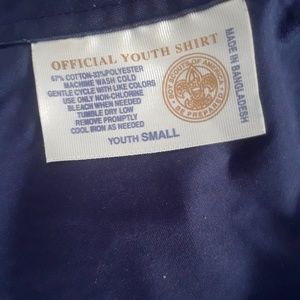 OFFICIAL YOUTH SHIRT
67% COTTON-33% POLYESTER
MACHINE WASH COLD
GENTLE CYCLE WITH LIKE COLORS
USE ONLY NON-CHLORINE
BLEACH WHEN NEEDED
TUMBLE DRY LOW
REMOVE PROMPTLY
COOL IRON AS NEEDED
YOUTH SMALL
BOY SCOUTS OF AMERICA
BE PREPARED
MADE IN BANGLADESH